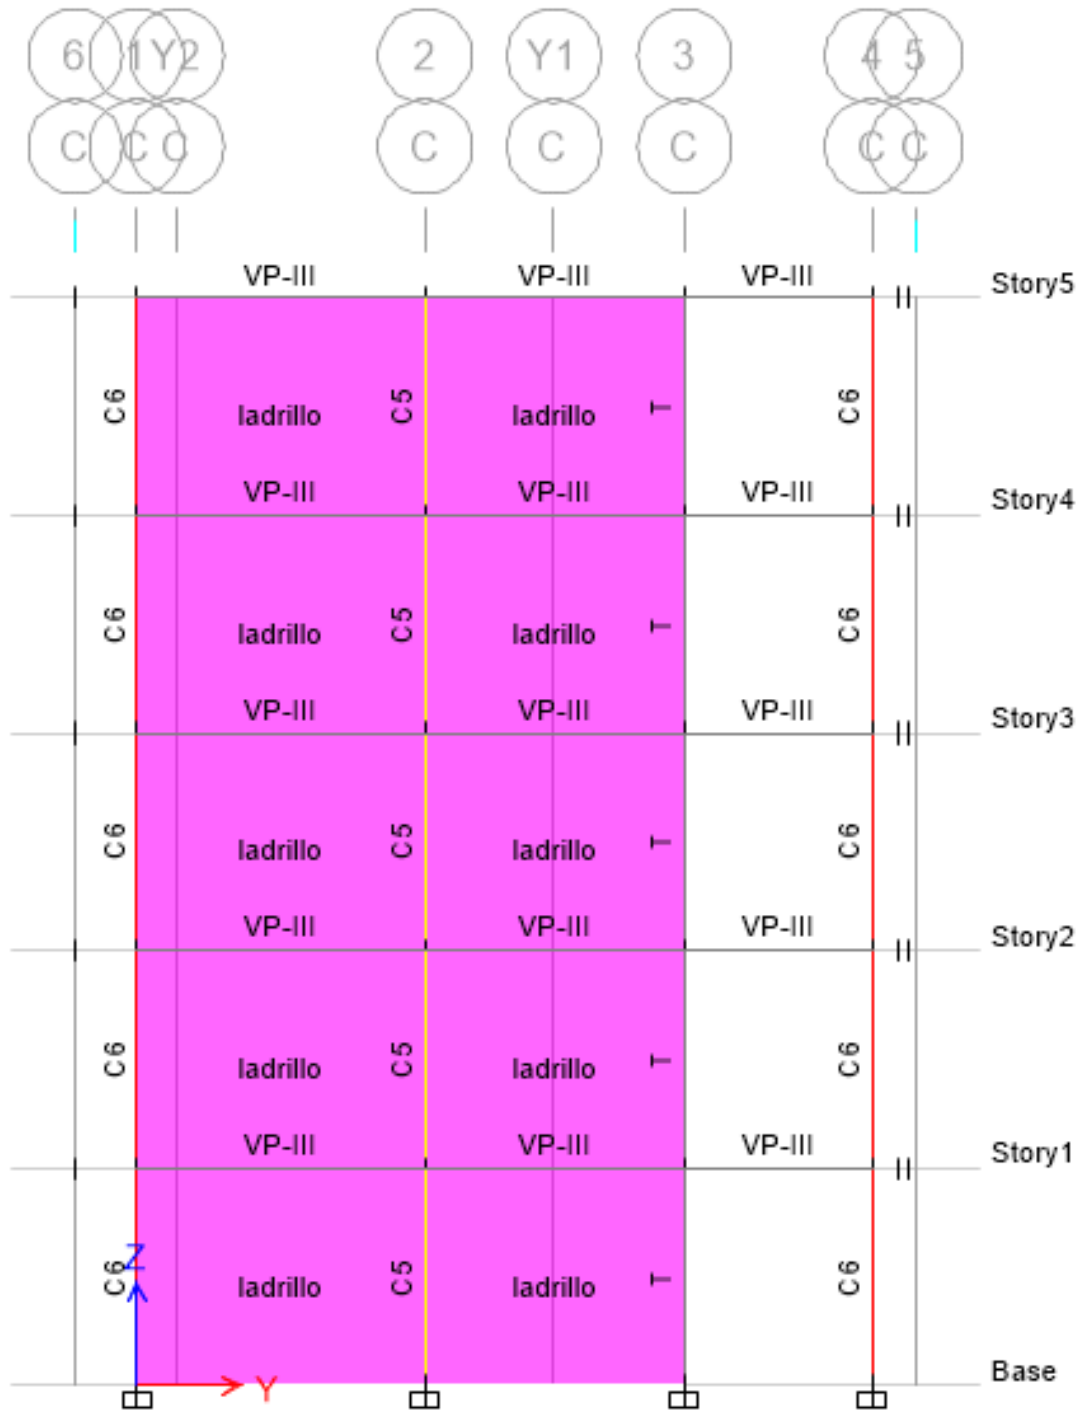 6 1 Y2 2 Y1 3 4 5
C C C C C C C C
VP-III VP-III VP-III Story5
C6 ladrillo C5 ladrillo T C6
VP-III VP-III VP-III Story4
C6 ladrillo C5 ladrillo T C6
VP-III VP-III VP-III Story3
C6 ladrillo C5 ladrillo T C6
VP-III VP-III VP-III Story2
C6 ladrillo C5 ladrillo T C6
VP-III VP-III VP-III Story1
Z
C6 ladrillo C5 ladrillo T C6
Y Base